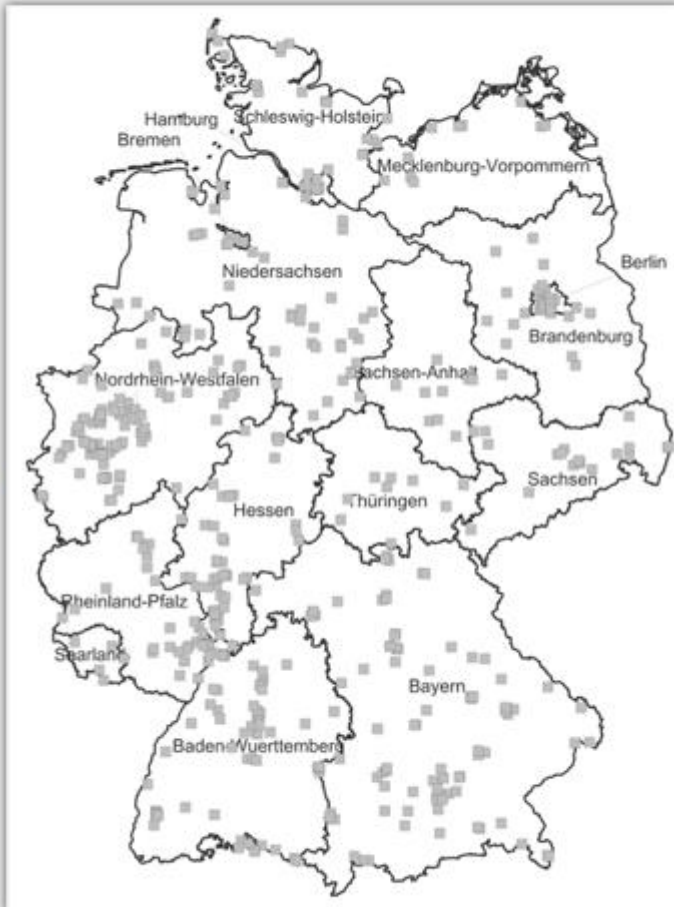 Hamburg
Schleswig-Holstein
Bremen
Mecklenburg-Vorpommern
Niedersachsen
Berlin
Brandenburg
Sachsen-Anhalt
Nordrhein-Westfalen
Sachsen
Thüringen
Hessen
Rheinland-Pfalz
Saarland
Bayern
Baden-Wuerttemberg